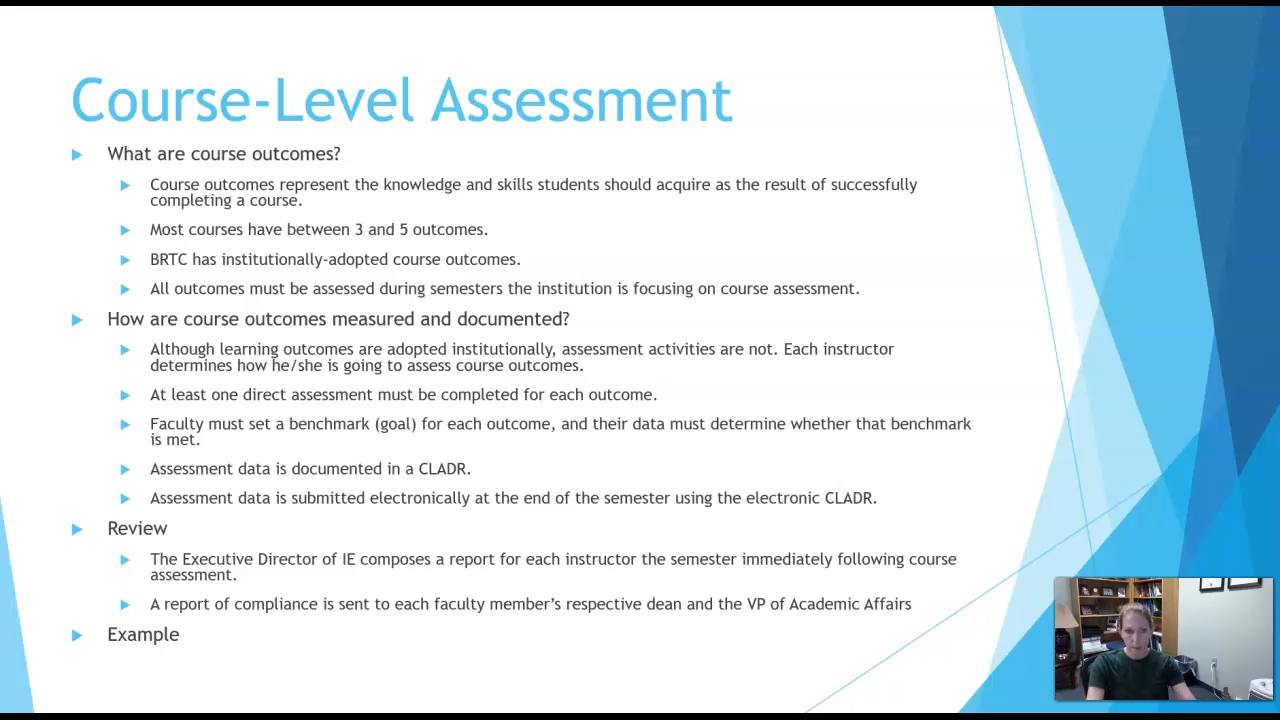 Course-Level Assessment
What are course outcomes?
Course outcomes represent the knowledge and skills students should acquire as the result of successfully
completing a course.
Most courses have between 3 and 5 outcomes.
BRTC has institutionally-adopted course outcomes.
All outcomes must be assessed during semesters the institution is focusing on course assessment.
How are course outcomes measured and documented?
Although learning outcomes are adopted institutionally, assessment activities are not. Each instructor
determines how he/she is going to assess course outcomes.
At least one direct assessment must be completed for each outcome.
Faculty must set a benchmark (goal) for each outcome, and their data must determine whether that benchmark
is met.
Assessment data is documented in a CLADR.
Assessment data is submitted electronically at the end of the semester using the electronic CLADR.
Review
The Executive Director of IE composes a report for each instructor the semester immediately following course
assessment.
A report of compliance is sent to each faculty member’s respective dean and the VP of Academic Affairs
Example